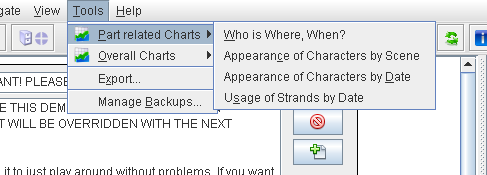 gate View Tools Help
Part related Charts
Who is Where, When?
Overall Charts
Appearance of Characters by Scene
Export...
Appearance of Characters by Date
Manage Backups...
Usage of Strands by Date
ANT! PLEASE
E THIS DEM
T WILL BE OVERRIDDEN WITH THE NEXT
it to just play around without problems. If you want